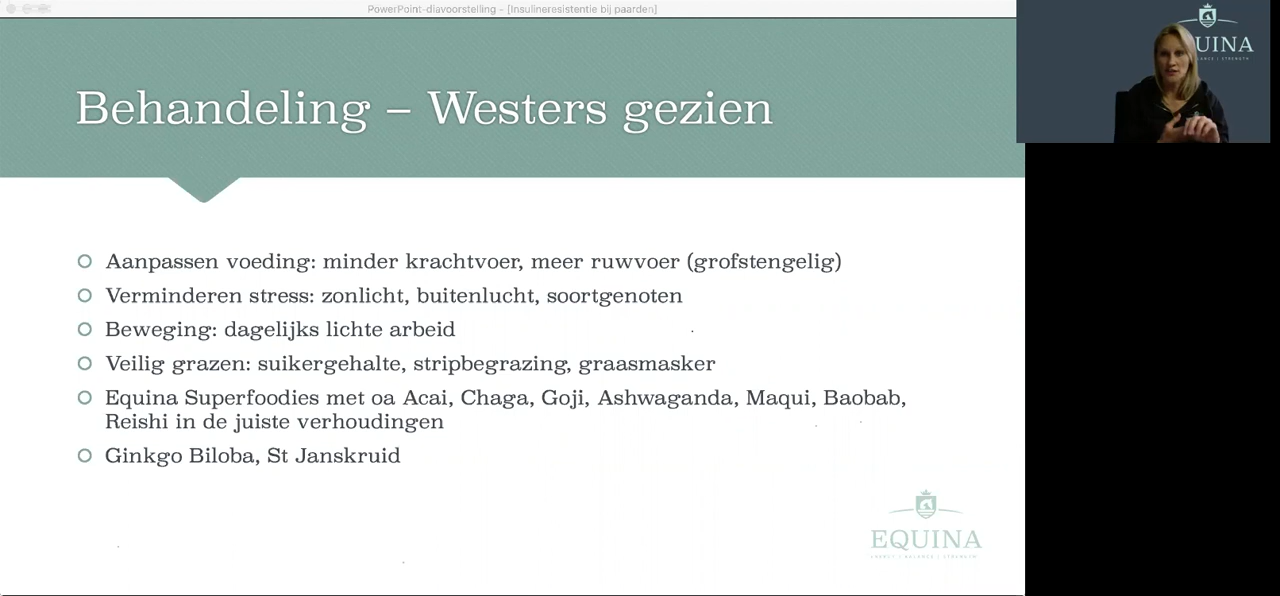 PowerPoint-diavoorstelling - [Insulineresistentie bij paarden]
Behandeling – Westers gezien
Aanpassen voeding: minder krachtvoer, meer ruwvoer (grofstengelig)
Verminderen stress: zonlicht, buitenlucht, soortgenoten
Beweging: dagelijks lichte arbeid
Veilig grazen: suikergehalte, stripbegrazing, graasmasker
Equina Superfoodies met oa Acai, Chaga, Goji, Ashwaganda, Maqui, Baobab,
Reishi in de juiste verhoudingen
Ginkgo Biloba, St Janskruid
EQUINA
UINA